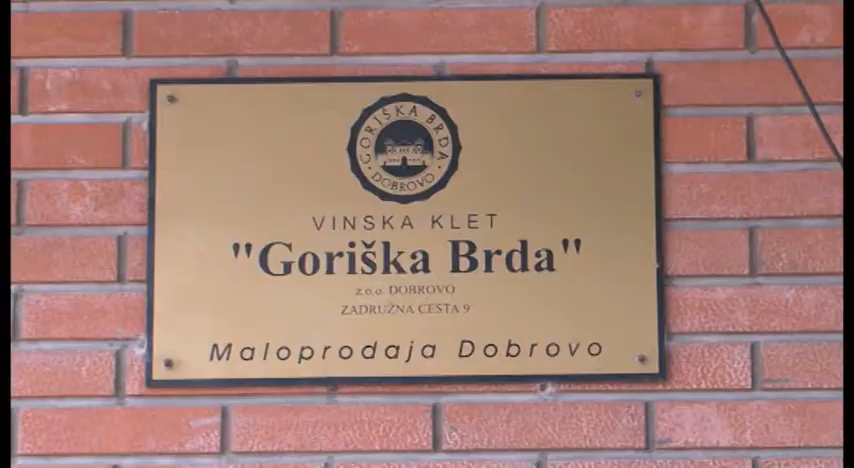 GORIŠKA BRDA
DOBROVO
VINSKA KLET
"Goriška Brda"
z.o.o. DOBROVO
ZADRUŽNA CESTA 9
Maloprodaja Dobrovo